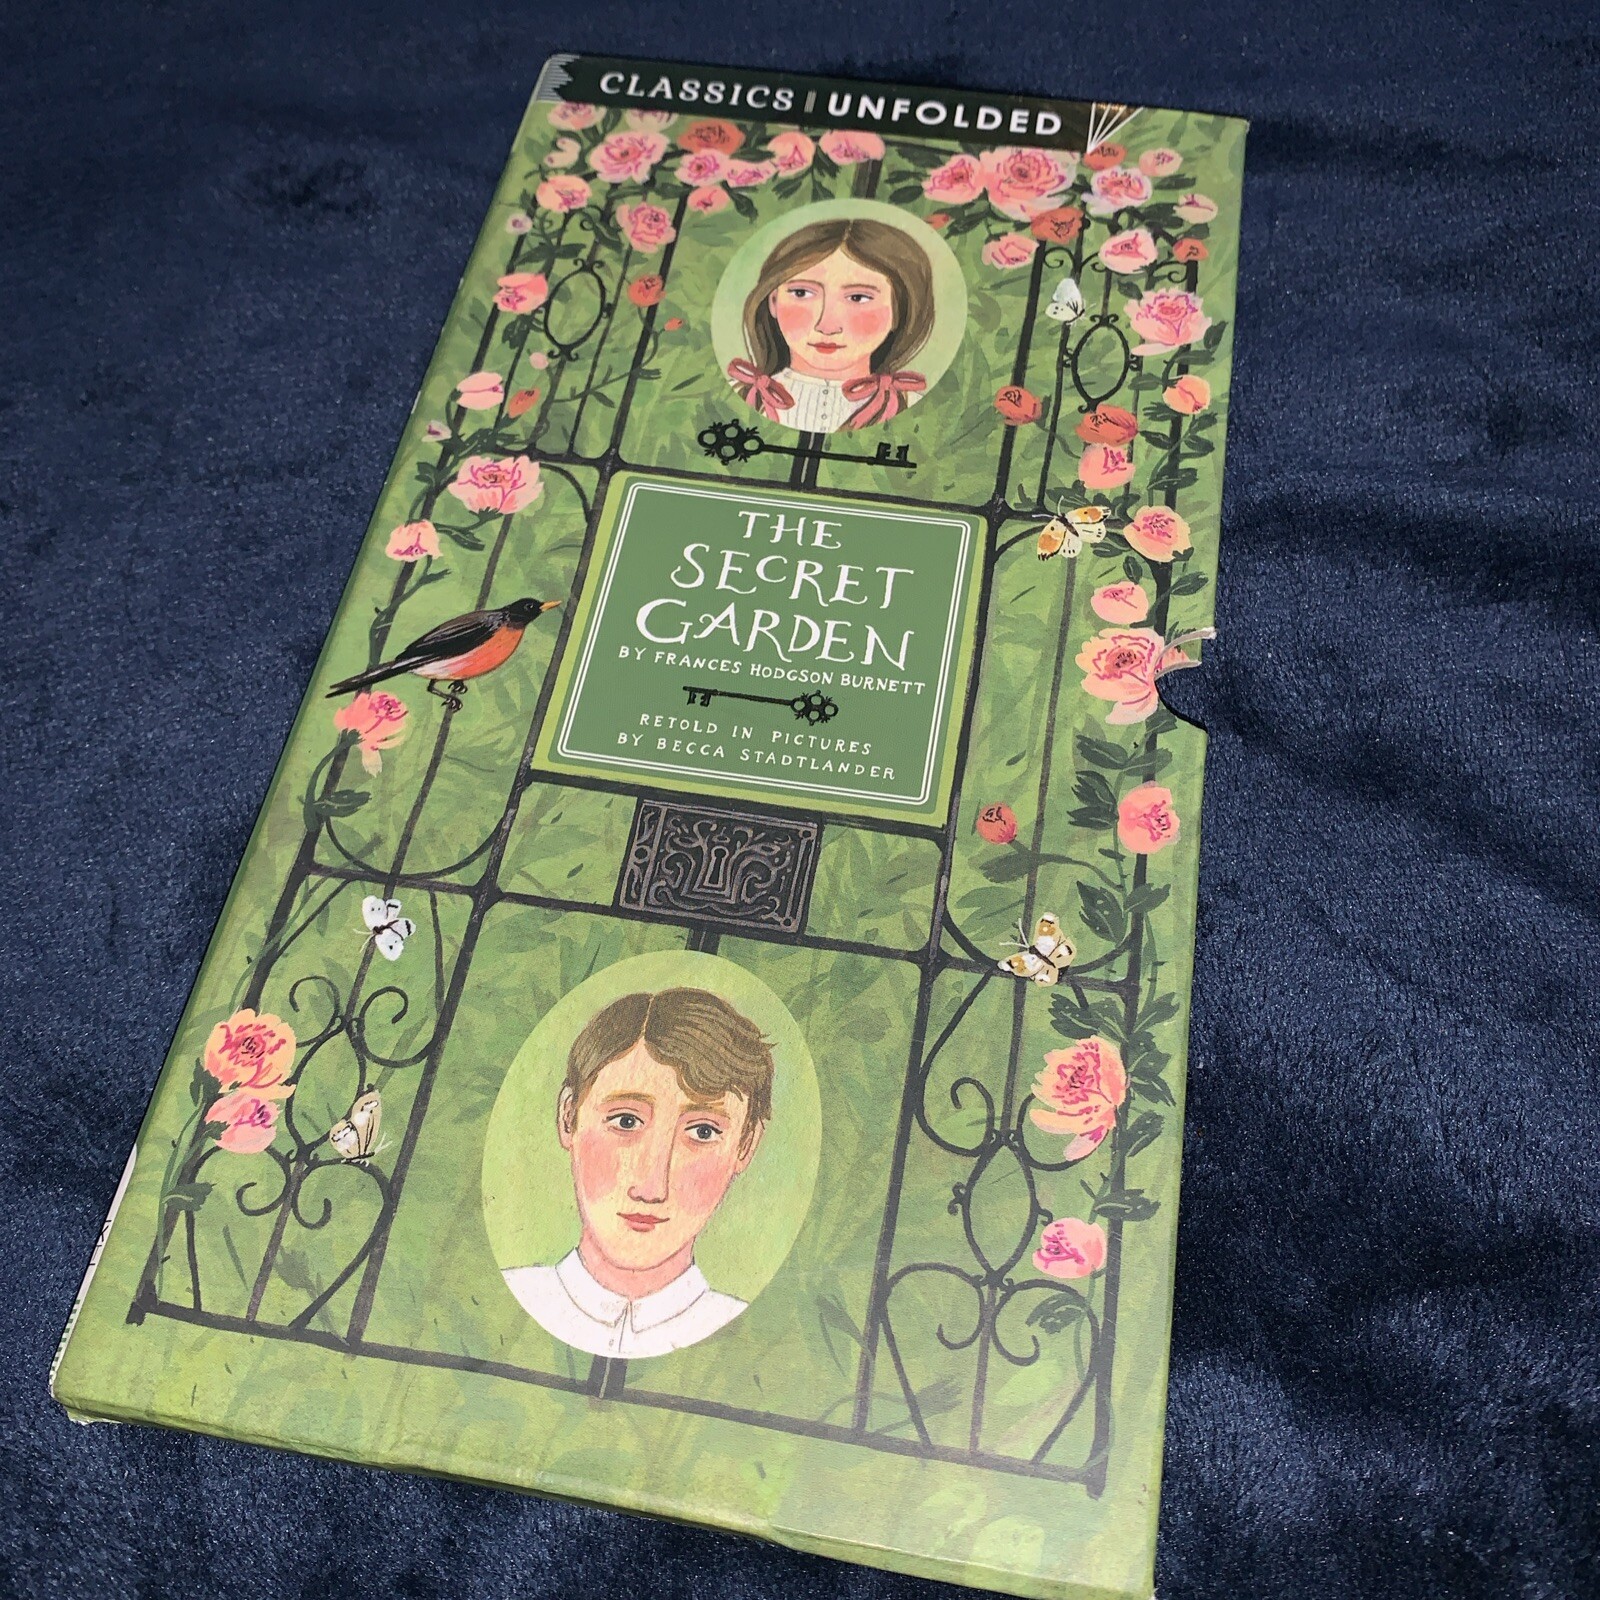 CLASSICS UNFOLDED
THE
SECRET
GARDEN
BY FRANCES HODGSON BURNETT
RETOLD IN PICTURES
BY BECCA STADTLANDER